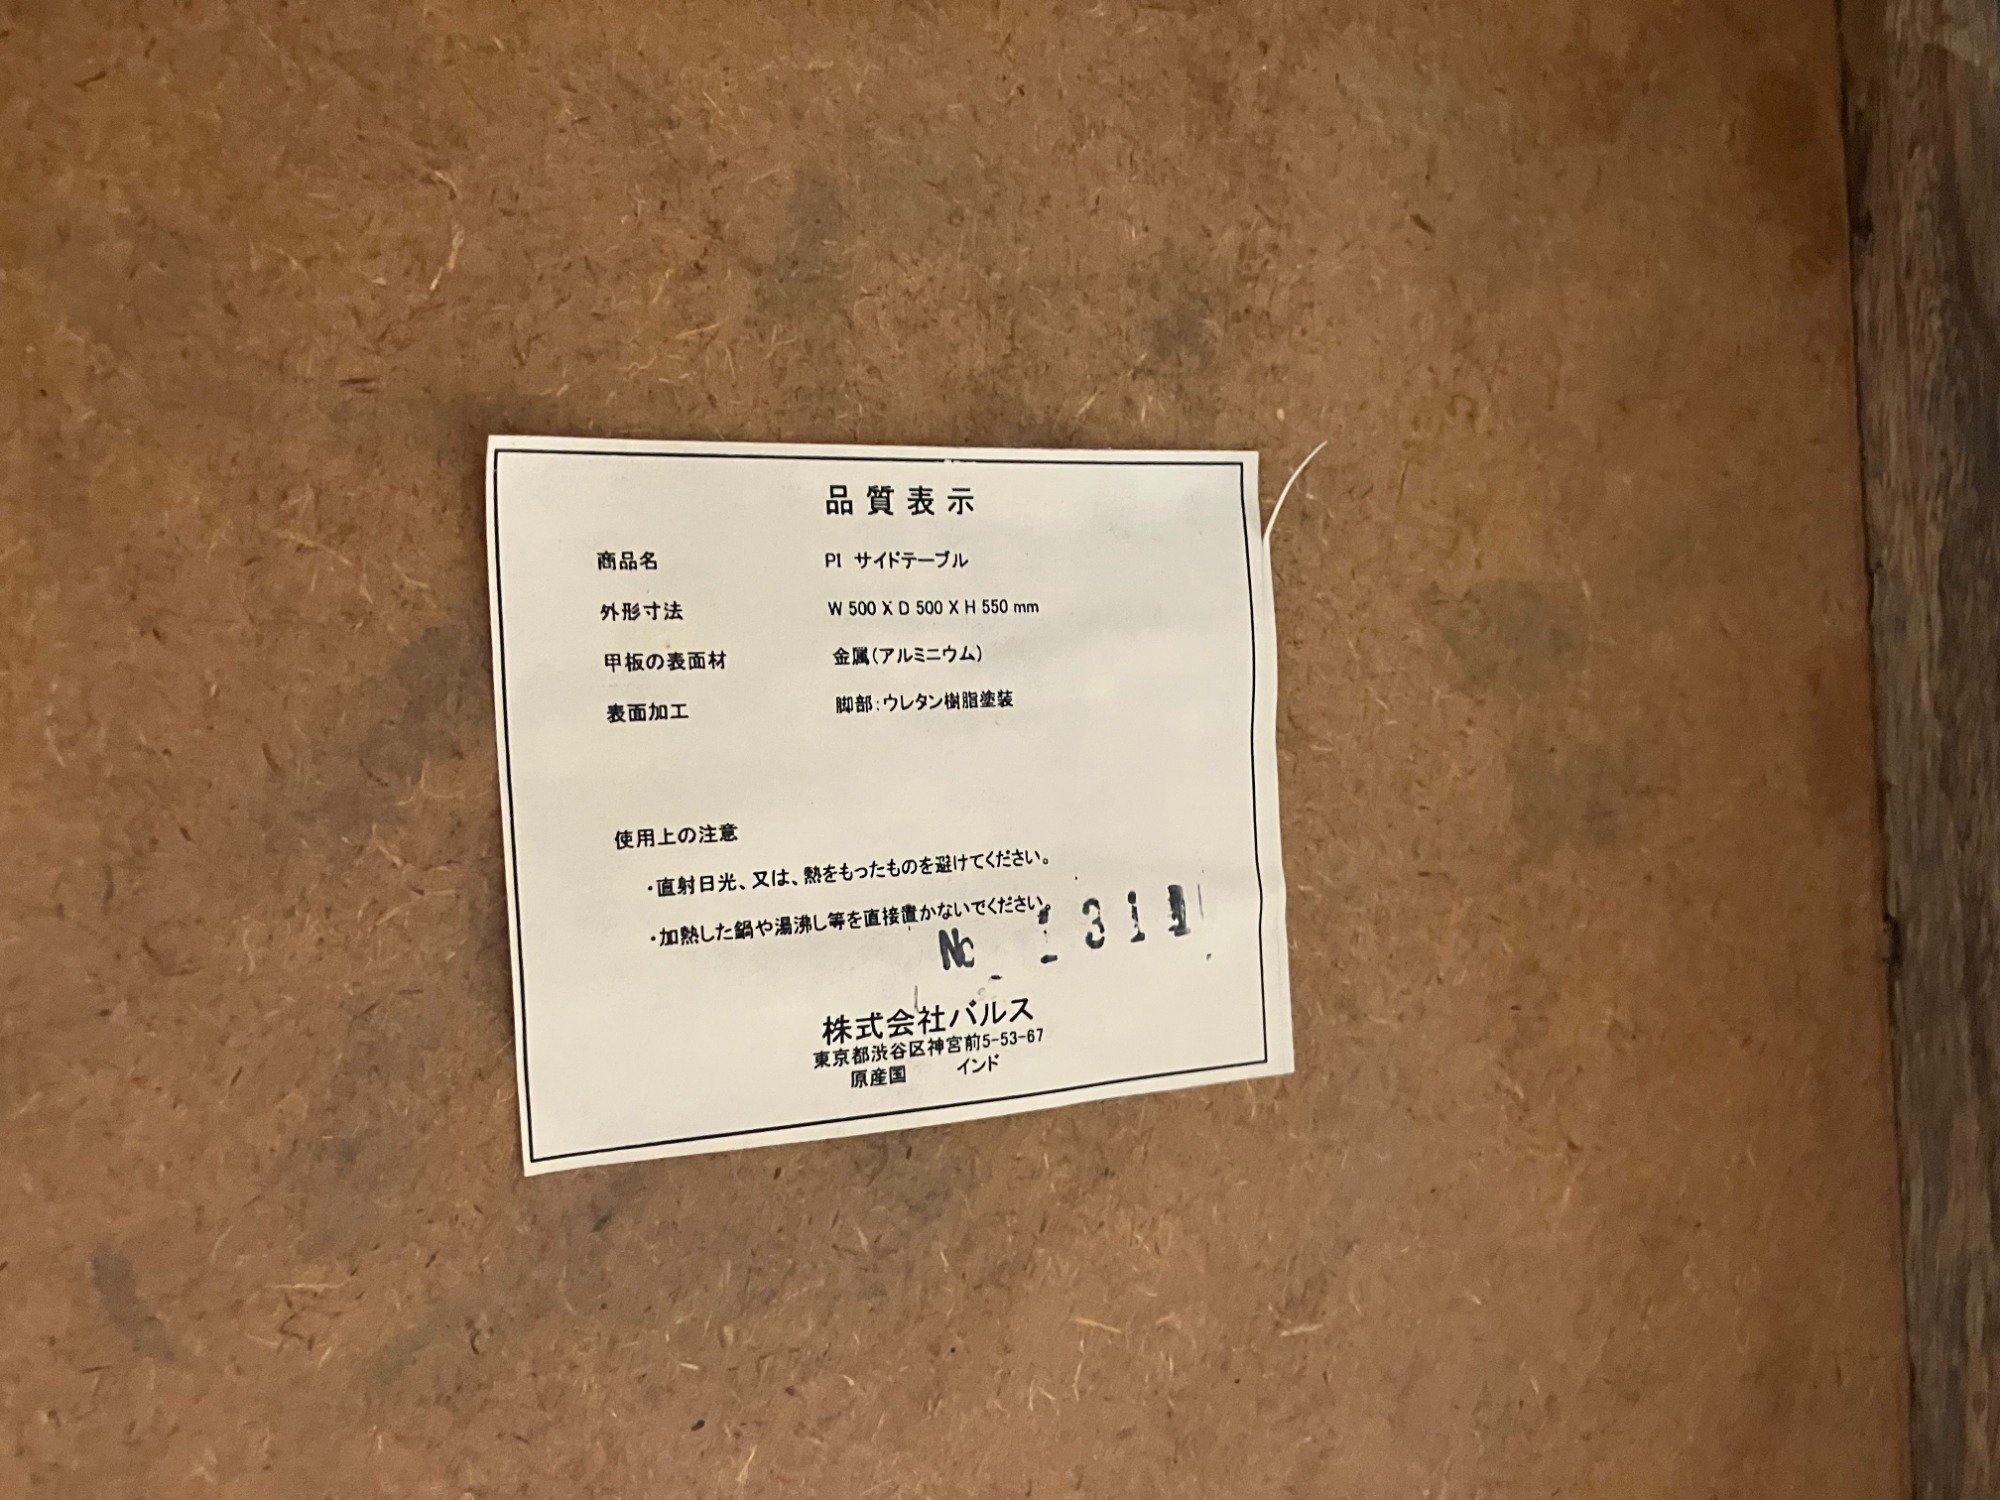 品質表示
商品名 PI サイドテーブル
外形寸法 W 500 X D 500 X H 550 mm
甲板の表面材 金属(アルミニウム)
表面加工 脚部:ウレタン樹脂塗装
使用上の注意
・直射日光、又は、熱をもったものを避けてください。
・加熱した鍋や湯沸し等を直接置かないでください。
No 1311
株式会社バルス
東京都渋谷区神宮前5-53-67
原産国 インド